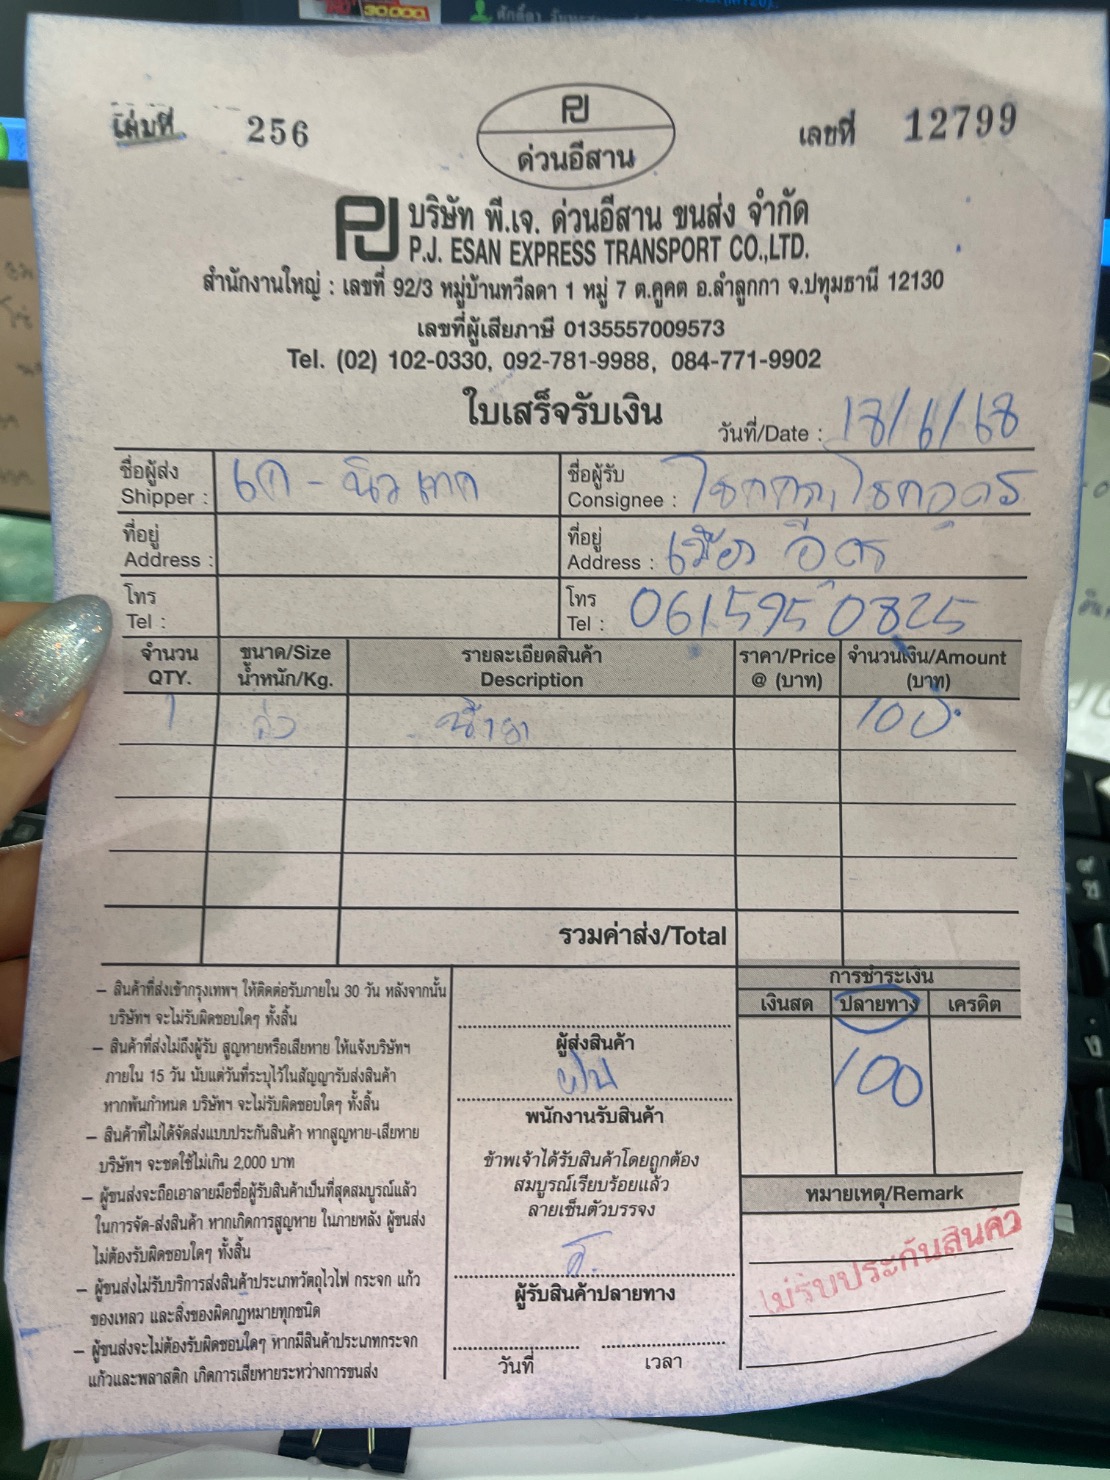 เล่มที่ 256
PJ
ด่วนอีสาน
เลขที่ 12799
PJ บริษัท พี.เจ. ด่วนอีสาน ขนส่ง จำกัด
P.J. ESAN EXPRESS TRANSPORT CO.,LTD.
สำนักงานใหญ่ : เลขที่ 92/3 หมู่บ้านทวีลดา 1 หมู่ 7 ต.คูคต อ.ลำลูกกา จ.ปทุมธานี 12130
เลขที่ผู้เสียภาษี 0135557009573
Tel. (02) 102-0330, 092-781-9988, 084-771-9902
ใบเสร็จรับเงิน
วันที่/Date : 18/6/68
ชื่อผู้ส่ง
Shipper : เค - นิวเทค
ชื่อผู้รับ
Consignee :
ที่อยู่
Address :
ที่อยู่
Address :
โทร
Tel :
โทร
Tel : 0615950825
จำนวน ขนาด/Size รายละเอียดสินค้า ราคา/Price จำนวนเงิน/Amount
QTY. น้ำหนัก/Kg. Description @ (บาท) (บาท)
1 น้ำยา 100.
รวมค่าส่ง/Total
– สินค้าที่ส่งเข้ากรุงเทพฯ ให้ติดต่อรับภายใน 30 วัน หลังจากนั้น
บริษัทฯ จะไม่รับผิดชอบใดๆ ทั้งสิ้น
– สินค้าที่ส่งไม่ถึงผู้รับ สูญหายหรือเสียหาย ให้แจ้งบริษัทฯ
ภายใน 15 วัน นับแต่วันที่ระบุไว้ในสัญญารับส่งสินค้า
หากพ้นกำหนด บริษัทฯ จะไม่รับผิดชอบใดๆ ทั้งสิ้น
– สินค้าที่ไม่ได้จัดส่งแบบประกันสินค้า หากสูญหาย-เสียหาย
บริษัทฯ จะชดใช้ไม่เกิน 2,000 บาท
– ผู้ขนส่งจะถือเอาลายมือชื่อผู้รับสินค้าเป็นที่สุดสมบูรณ์แล้ว
ในการจัด-ส่งสินค้า หากเกิดการสูญหาย ในภายหลัง ผู้ขนส่ง
ไม่ต้องรับผิดชอบใดๆ ทั้งสิ้น
– ผู้ขนส่งไม่รับบริการส่งสินค้าประเภทวัตถุไวไฟ กระจก แก้ว
ของเหลว และสิ่งของผิดกฎหมายทุกชนิด
– ผู้ขนส่งจะไม่ต้องรับผิดชอบใดๆ หากมีสินค้าประเภทกระจก
แก้วและพลาสติก เกิดการเสียหายระหว่างการขนส่ง
ผู้ส่งสินค้า
พนักงานรับสินค้า
ข้าพเจ้าได้รับสินค้าโดยถูกต้อง
สมบูรณ์เรียบร้อยแล้ว
ลายเซ็นตัวบรรจง
ผู้รับสินค้าปลายทาง
วันที่ เวลา
การชำระเงิน
เงินสด ปลายทาง เครดิต
100
หมายเหตุ/Remark
ไม่รับประกันสินค้า